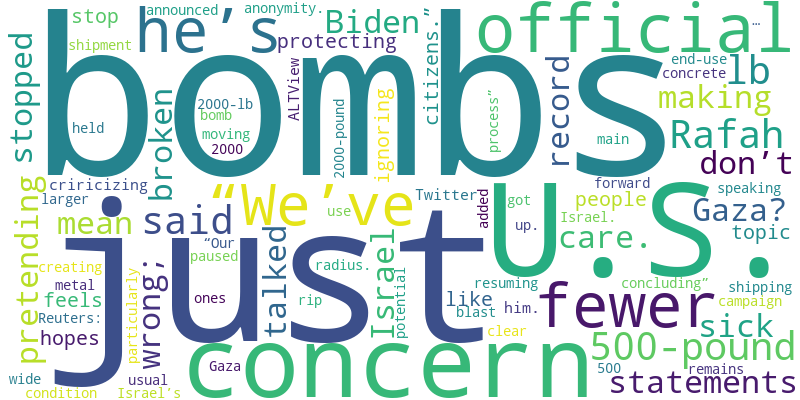 stop
announced
anonymity.
he's
Biden
official
…
shipment
protecting
bombs
stopped
end-use
concrete
lb
ALTView
citizens."
record
making
held
2000-lb
bomb
moving
2000
broken
2000-pound
ignoring
process"
main
Rafah
don't
criricizing
larger
pretending
"We've
Twitter
U.S.
forward
speaking
added
got
people
Gaza?
mean
said
just
use
Israel.
up.
care.
topic
"Our
paused
talked
Israel
creating
metal
feels
Reuters:
hopes
particularly
wrong;
radius.
potential
resuming
concluding"
shipping
like
blast
him.
fewer
campaign
ones
rip
clear
sick
concern
500-pound
wide
usual
Gaza
500
remains
condition
Israel's
statements